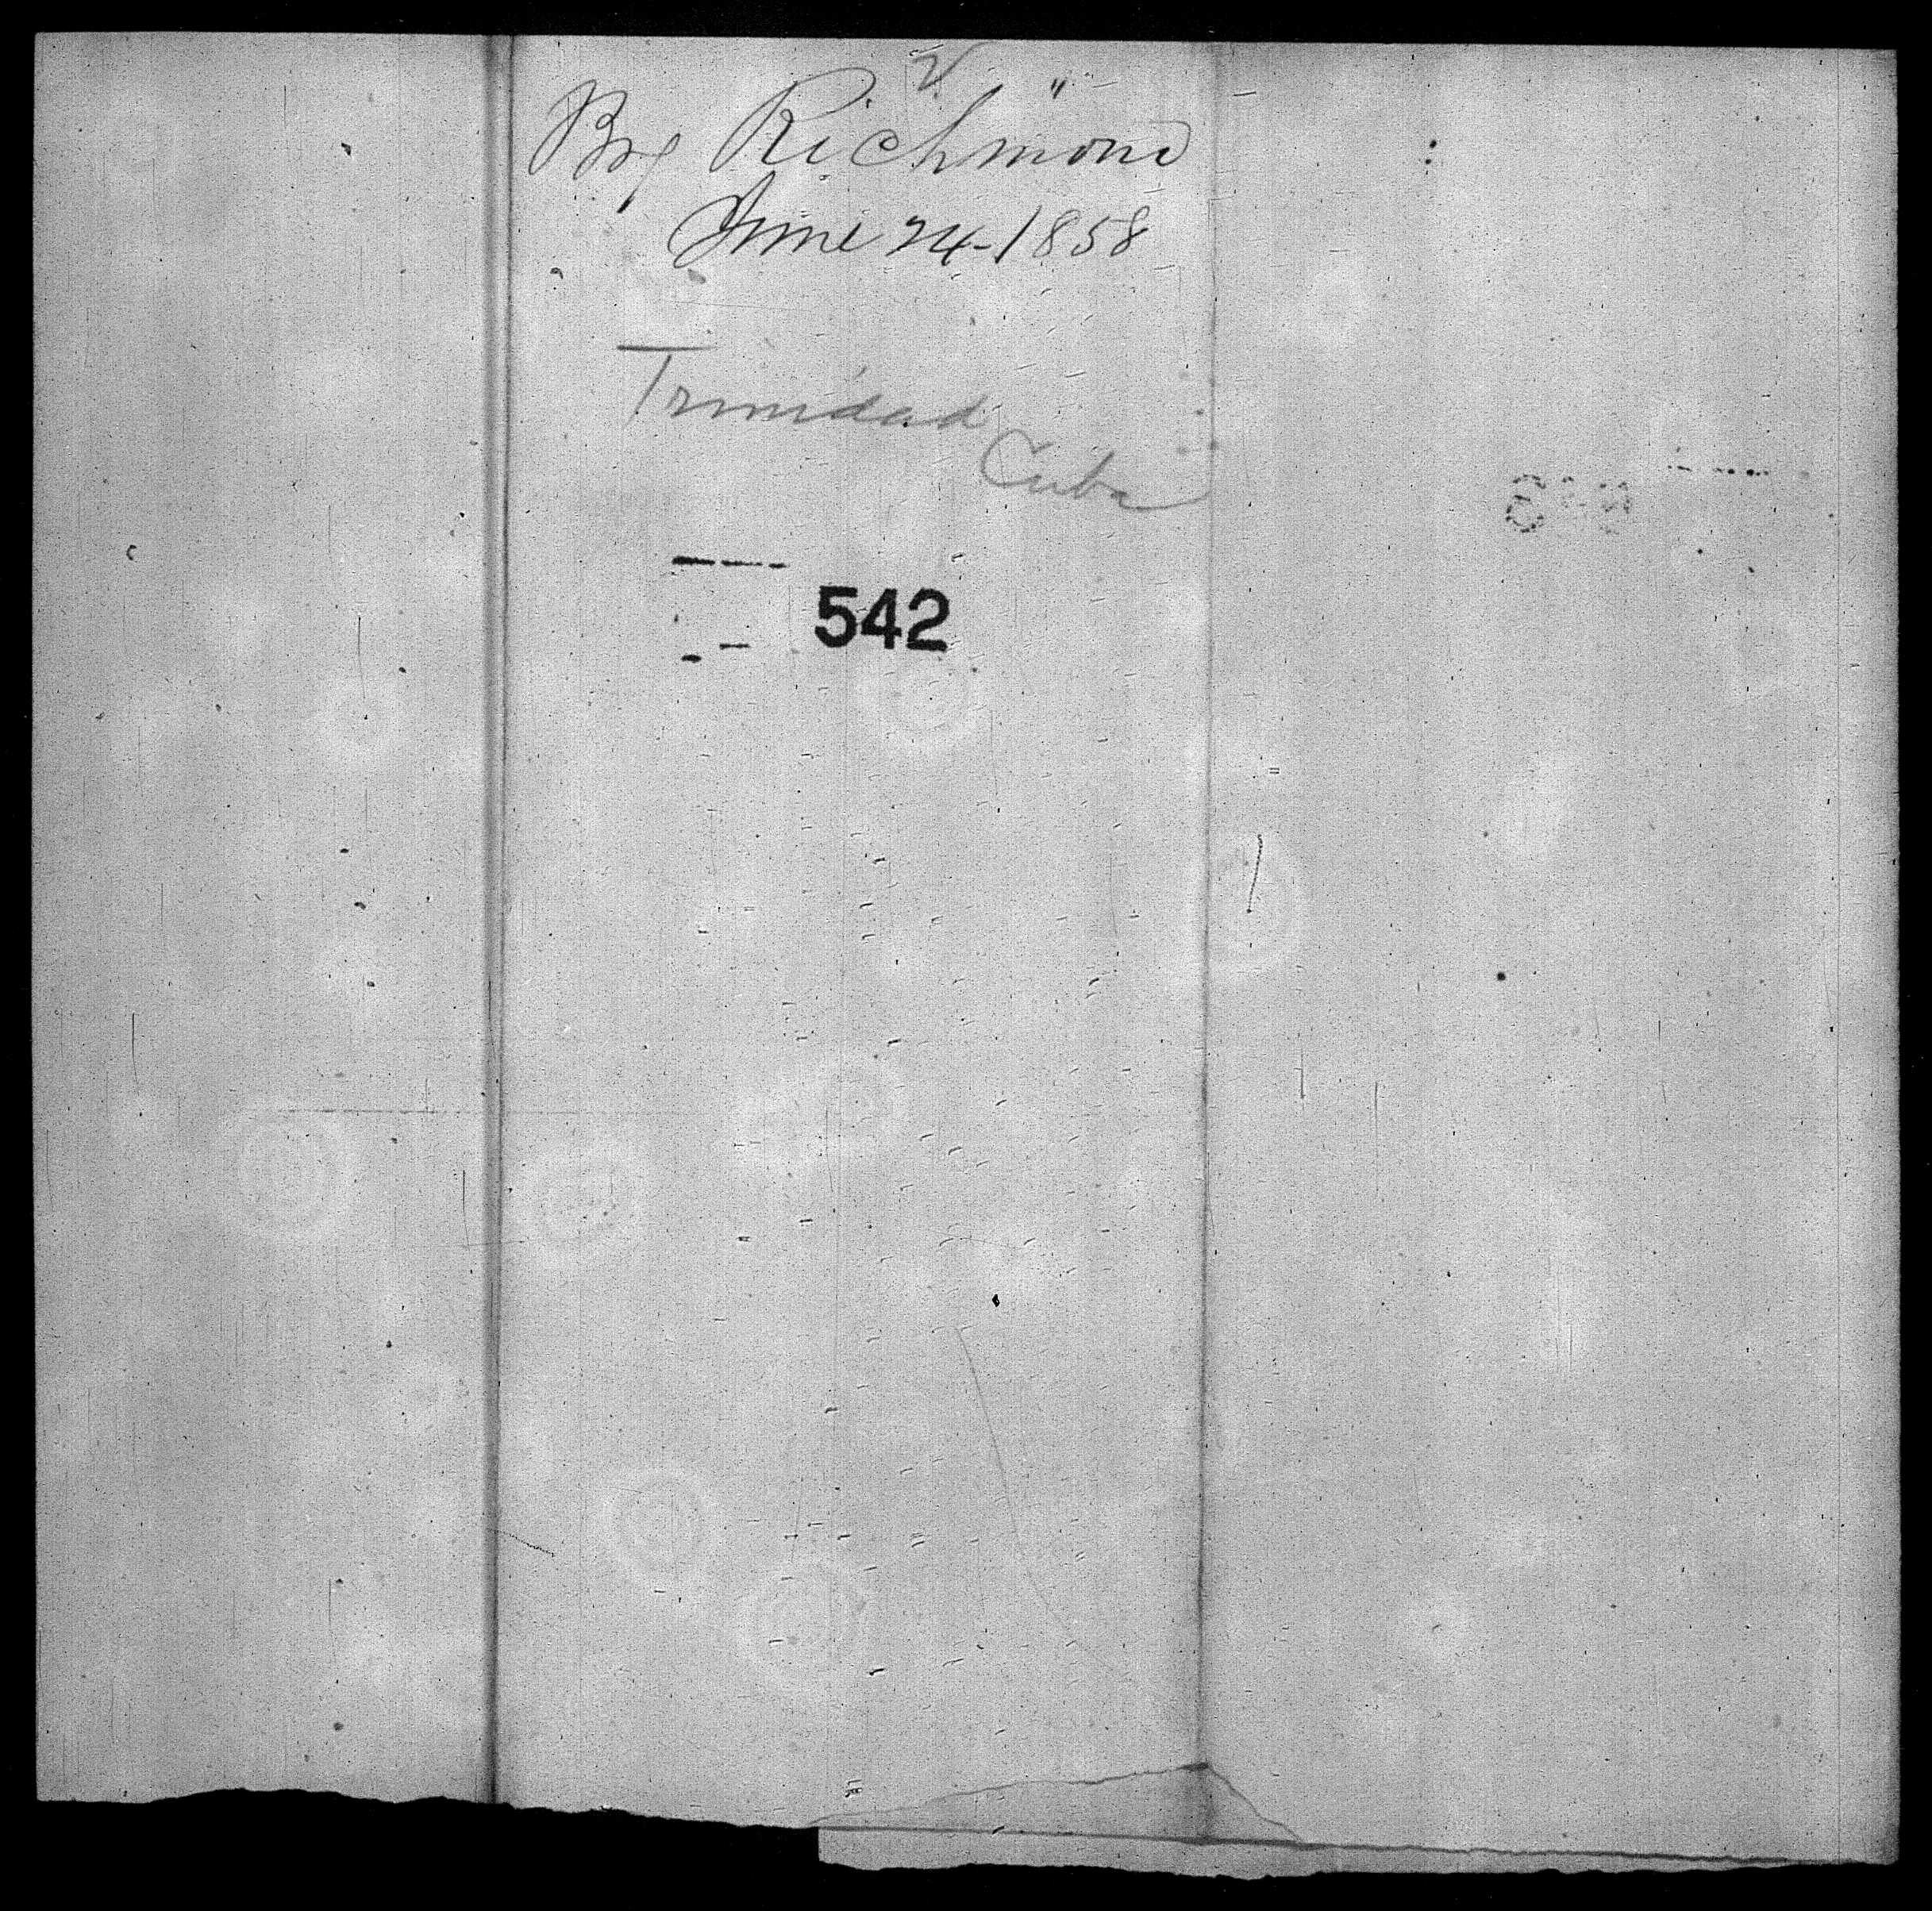 Brg Richmond
June 24-1858
Trinidad
Cuba
542